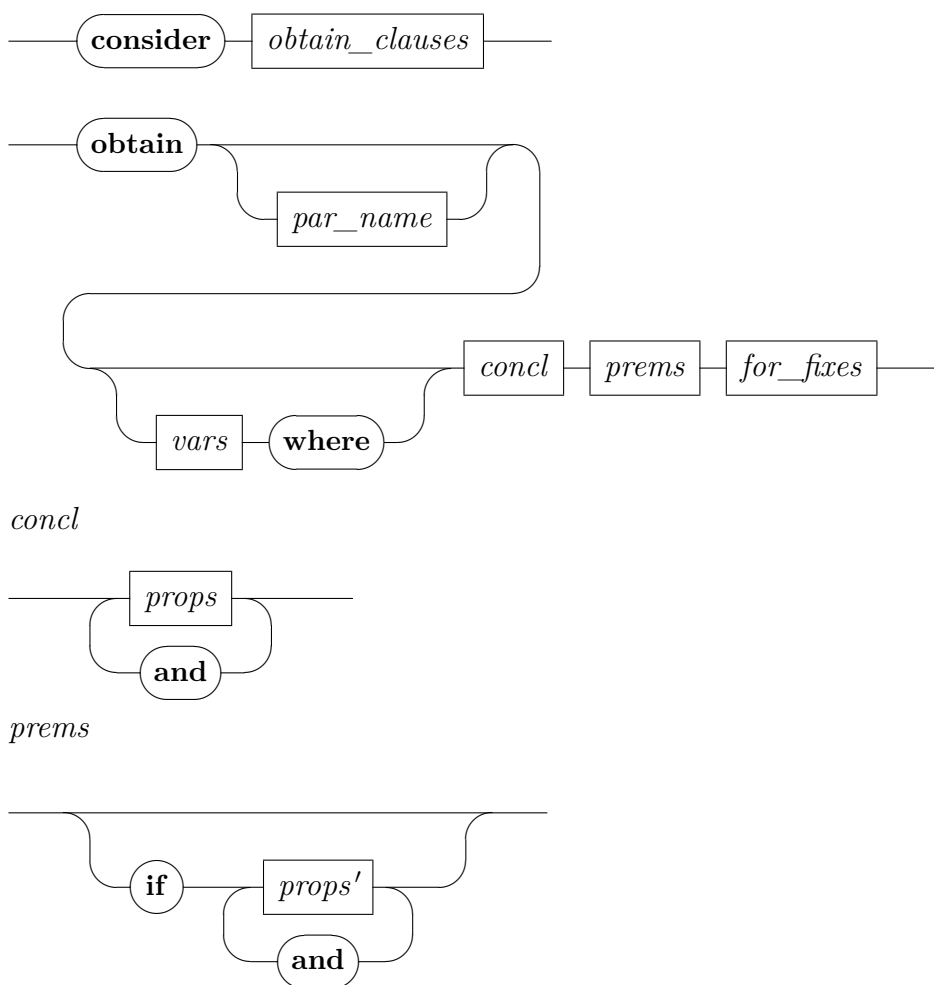 consider obtain_clauses
obtain
par_name
concl prems for_fixes
vars where
concl
props
and
prems
if props′
and